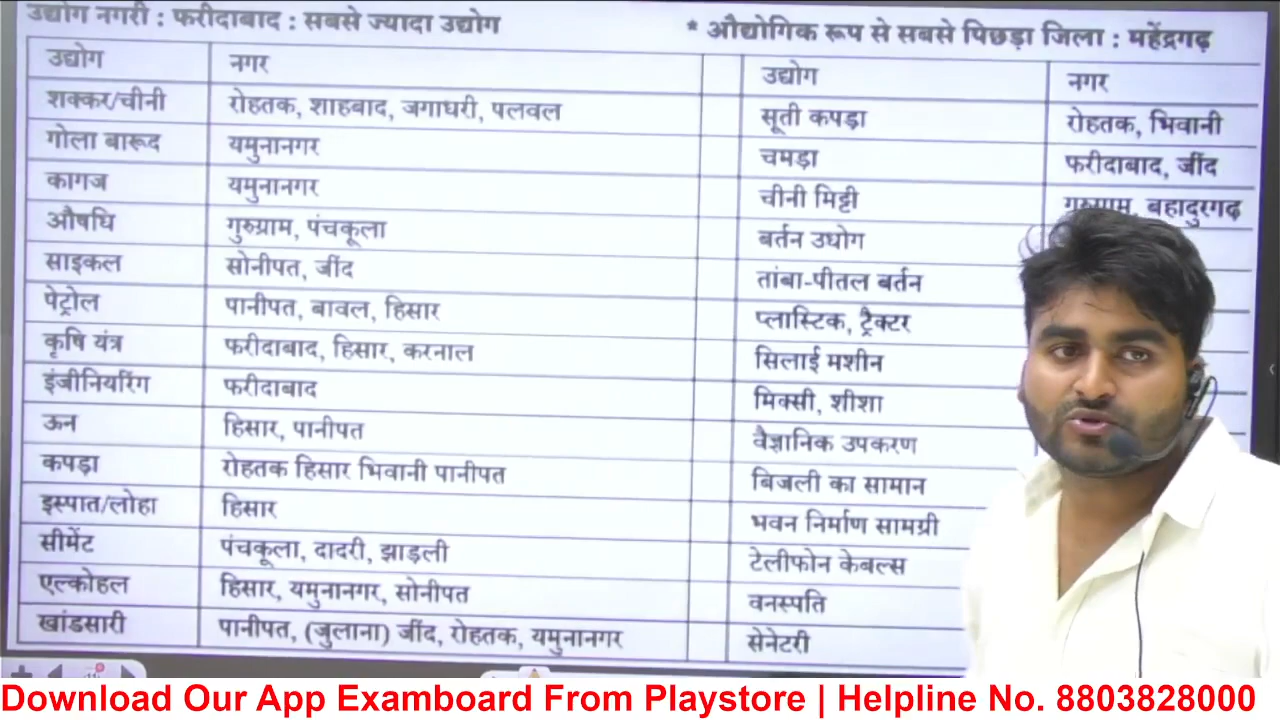 उद्योग नगरी : फरीदाबाद : सबसे ज्यादा उद्योग
* औद्योगिक रूप से सबसे पिछड़ा जिला : महेंद्रगढ़
उद्योग नगर
शक्कर/चीनी रोहतक, शाहबाद, जगाधरी, पलवल
गोला बारूद यमुनानगर
कागज यमुनानगर
औषधि गुरुग्राम, पंचकूला
साइकल सोनीपत, जींद
पेट्रोल पानीपत, बावल, हिसार
कृषि यंत्र फरीदाबाद, हिसार, करनाल
इंजीनियरिंग फरीदाबाद
ऊन हिसार, पानीपत
कपड़ा रोहतक हिसार भिवानी पानीपत
इस्पात/लोहा हिसार
सीमेंट पंचकूला, दादरी, झाड़ली
एल्कोहल हिसार, यमुनानगर, सोनीपत
खांडसारी पानीपत, (जुलाना) जींद, रोहतक, यमुनानगर
उद्योग नगर
सूती कपड़ा रोहतक, भिवानी
चमड़ा फरीदाबाद, जींद
चीनी मिट्टी गुरुग्राम, बहादुरगढ़
बर्तन उधोग
तांबा-पीतल बर्तन
प्लास्टिक, ट्रैक्टर
सिलाई मशीन
मिक्सी, शीशा
वैज्ञानिक उपकरण
बिजली का सामान
भवन निर्माण सामग्री
टेलीफोन केबल्स
वनस्पति
सेनेटरी
Download Our App Examboard From Playstore | Helpline No. 8803828000